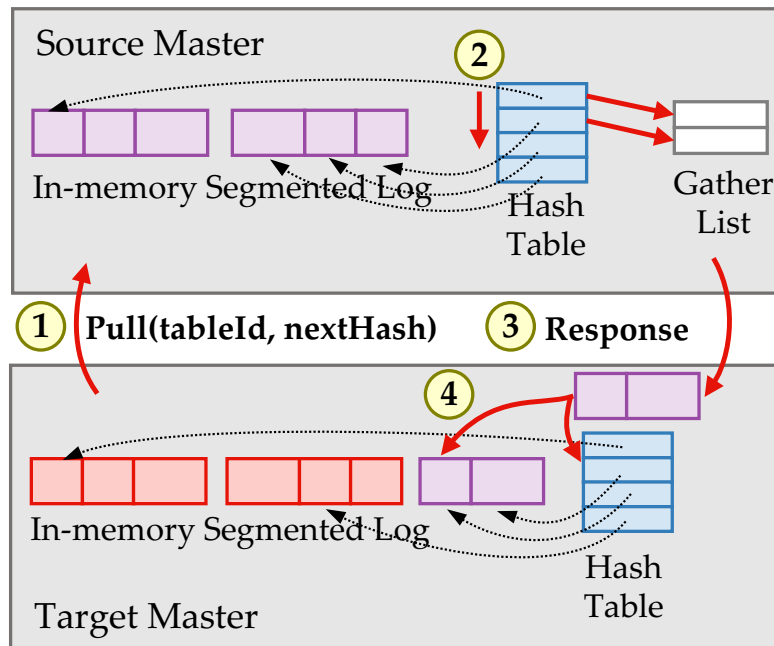 Source Master
2
In-memory Segmented Log
Hash
Table
Gather
List
1
Pull(tableId, nextHash)
3
Response
4
In-memory Segmented Log
Hash
Table
Target Master